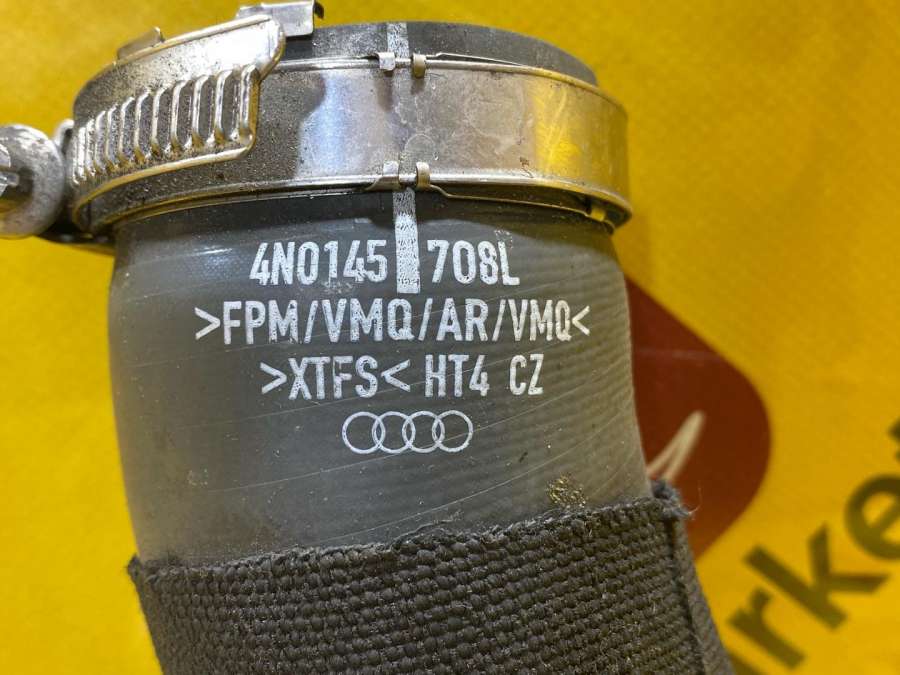 4N0145 708L
>FPM/VMQ/AR/VMQ<
>XTFS< HT4 CZ